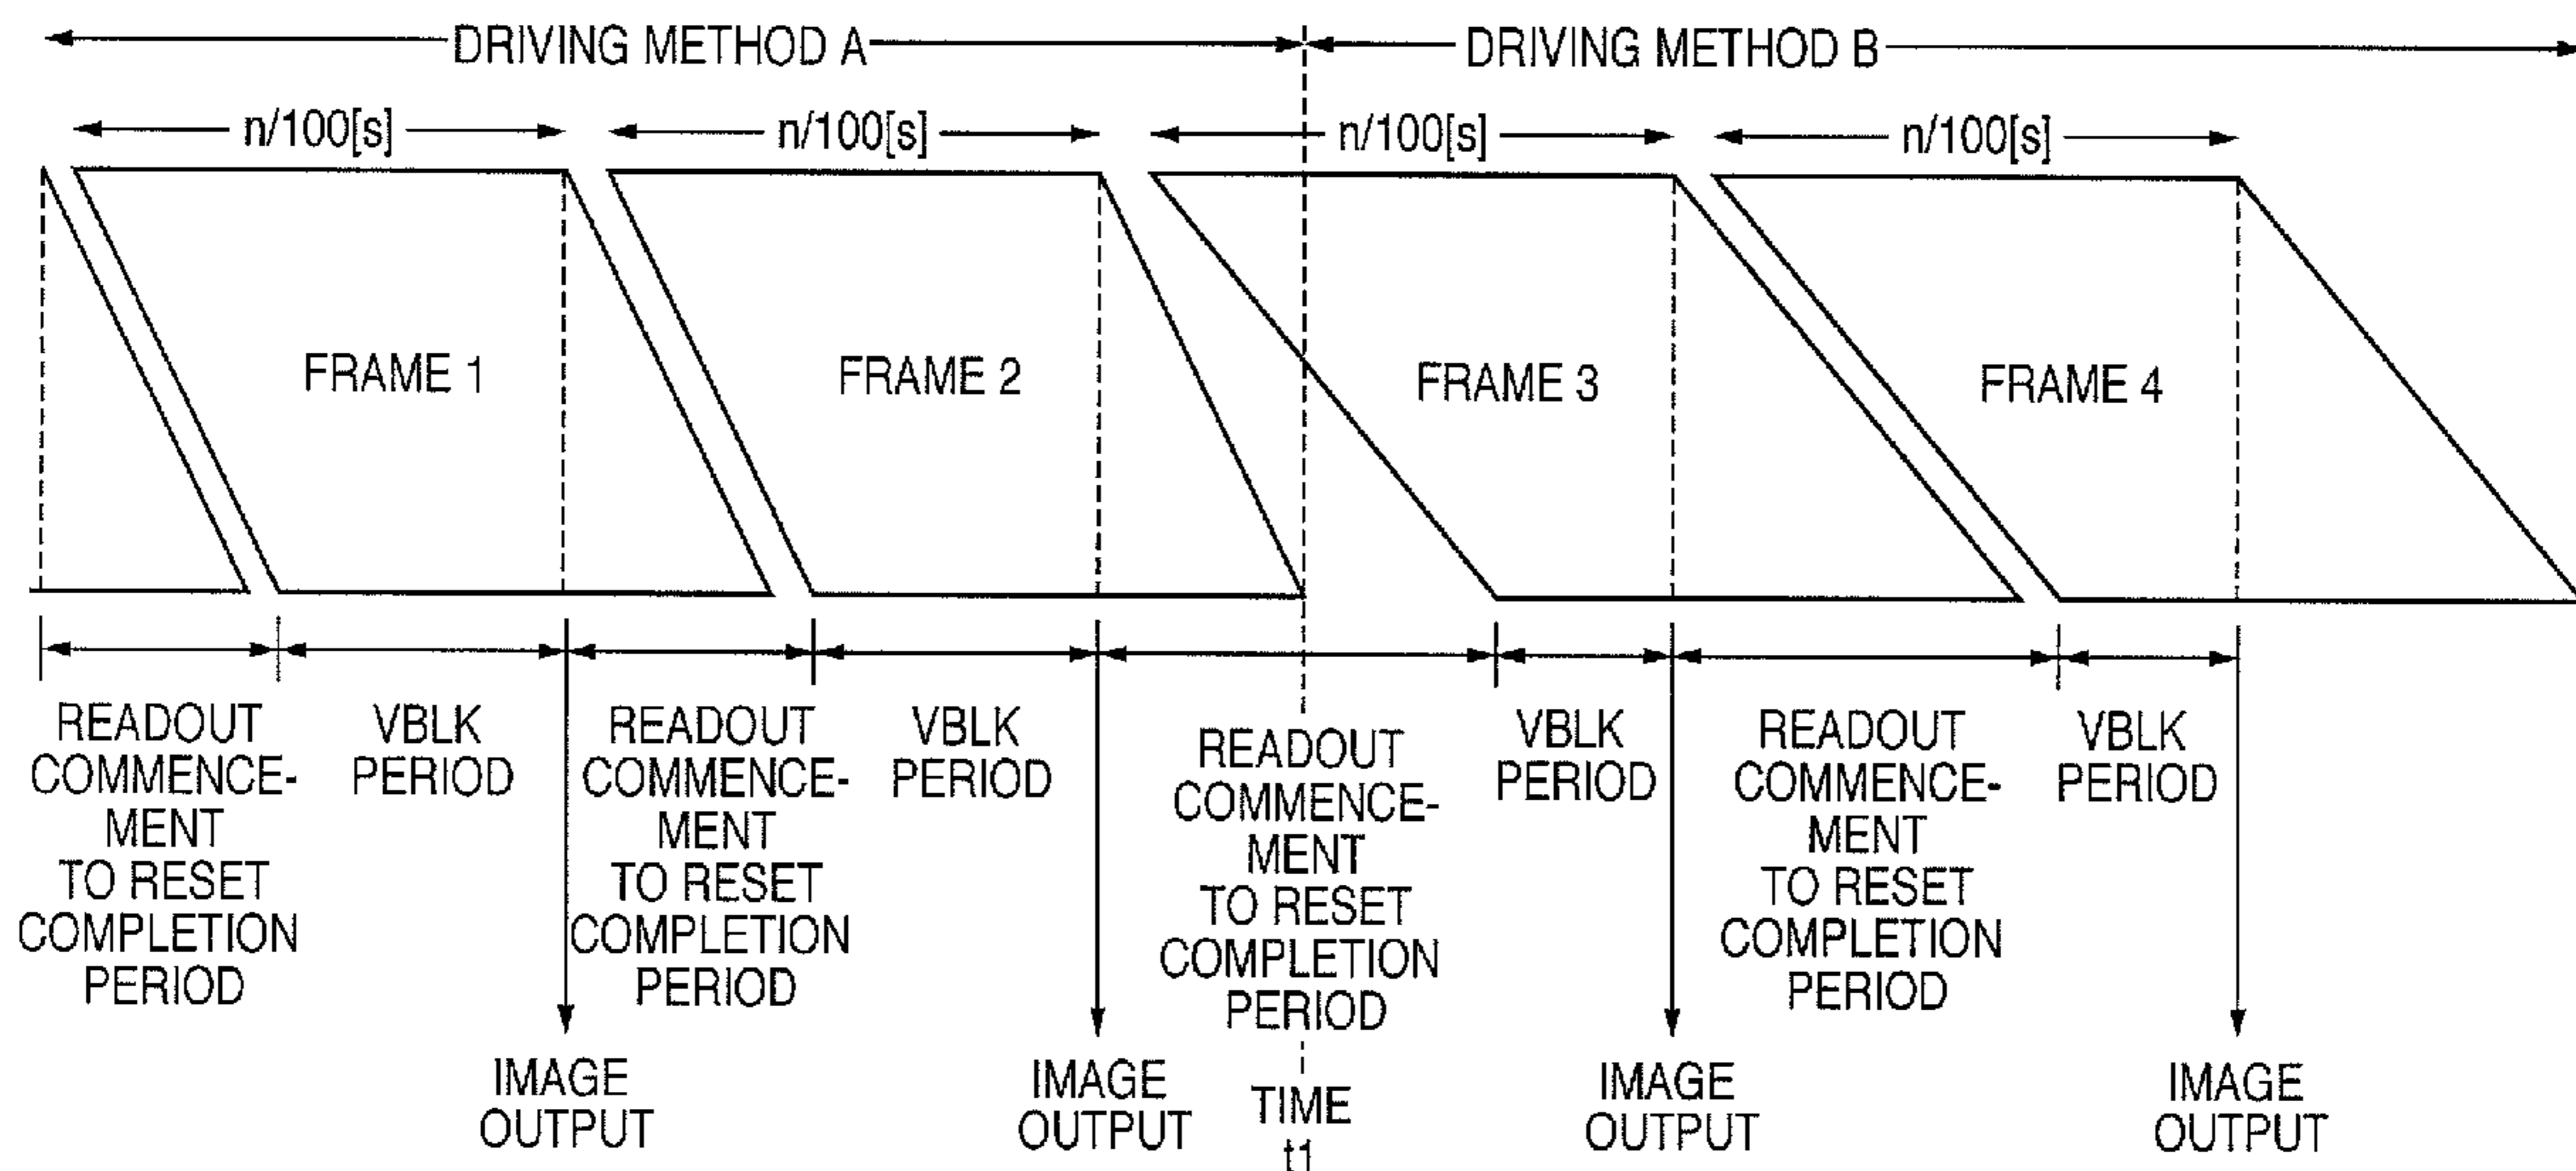 DRIVING METHOD A
DRIVING METHOD B
n/100[s]
n/100[s]
n/100[s]
n/100[s]
FRAME 1
FRAME 2
FRAME 3
FRAME 4
READOUT
COMMENCE-
MENT
TO RESET
COMPLETION
PERIOD
VBLK
PERIOD
READOUT
COMMENCE-
MENT
TO RESET
COMPLETION
PERIOD
VBLK
PERIOD
READOUT
COMMENCE-
MENT
TO RESET
COMPLETION
PERIOD
VBLK
PERIOD
READOUT
COMMENCE-
MENT
TO RESET
COMPLETION
PERIOD
VBLK
PERIOD
IMAGE
OUTPUT
IMAGE
OUTPUT
TIME
t1
IMAGE
OUTPUT
IMAGE
OUTPUT